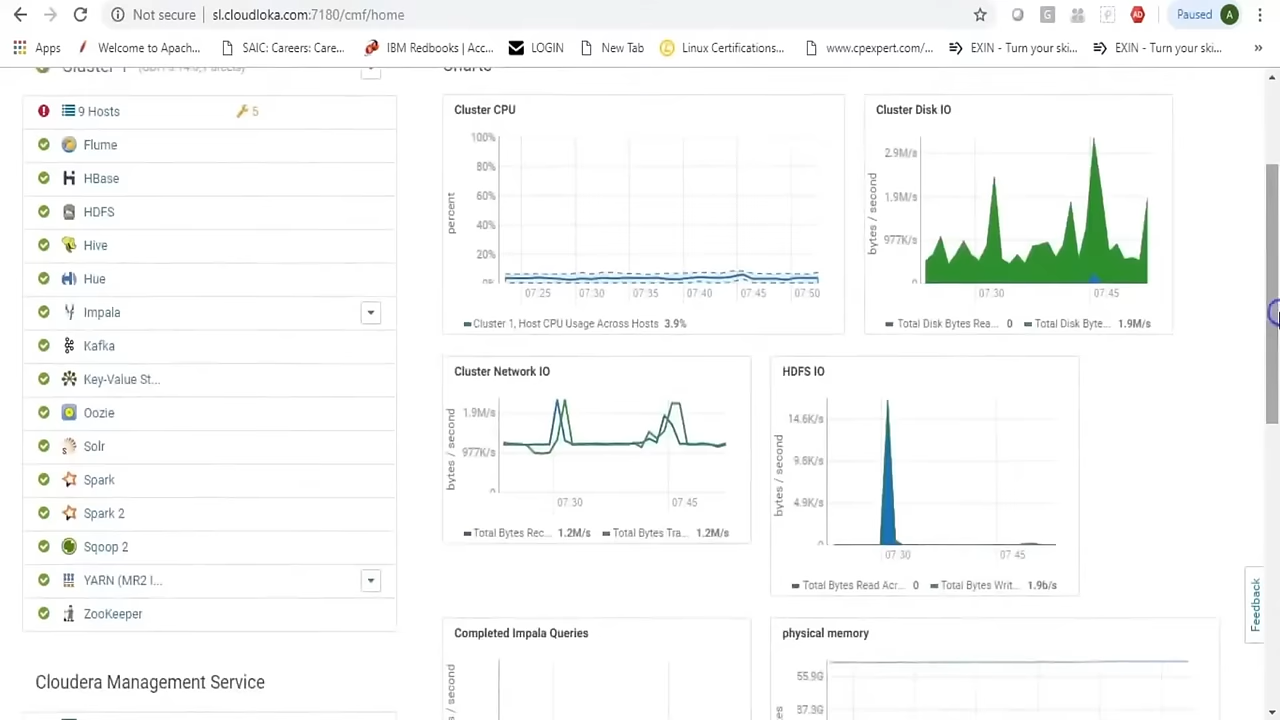 Not secure | sl.cloudloka.com:7180/cmf/home
Paused A
Apps Welcome to Apach... SAIC: Careers: Care... IBM Redbooks | Acc... LOGIN New Tab Linux Certifications... www.cpexpert.com/... EXIN - Turn your ski... EXIN - Turn your ski... »
Charts
9 Hosts 5
Flume
HBase
HDFS
Hive
Hue
Impala
Kafka
Key-Value St...
Oozie
Solr
Spark
Spark 2
Sqoop 2
YARN (MR2 I...
ZooKeeper
Cloudera Management Service
Cluster CPU
percent
100%
80%
60%
40%
20%
0%
07:25 07:30 07:35 07:40 07:45 07:50
Cluster 1, Host CPU Usage Across Hosts 3.9%
Cluster Disk IO
bytes / second
2.9M/s
1.9M/s
977K/s
07:30 07:45
Total Disk Bytes Rea... 0 Total Disk Byte... 1.9M/s
Cluster Network IO
bytes / second
1.9M/s
977K/s
0
07:30 07:45
Total Bytes Rec... 1.2M/s Total Bytes Tra... 1.2M/s
HDFS IO
bytes / second
14.6K/s
9.8K/s
4.9K/s
0
07:30 07:45
Total Bytes Read Acr... 0 Total Bytes Writ... 1.9b/s
Completed Impala Queries
physical memory
55.9G
37.3G
Feedback